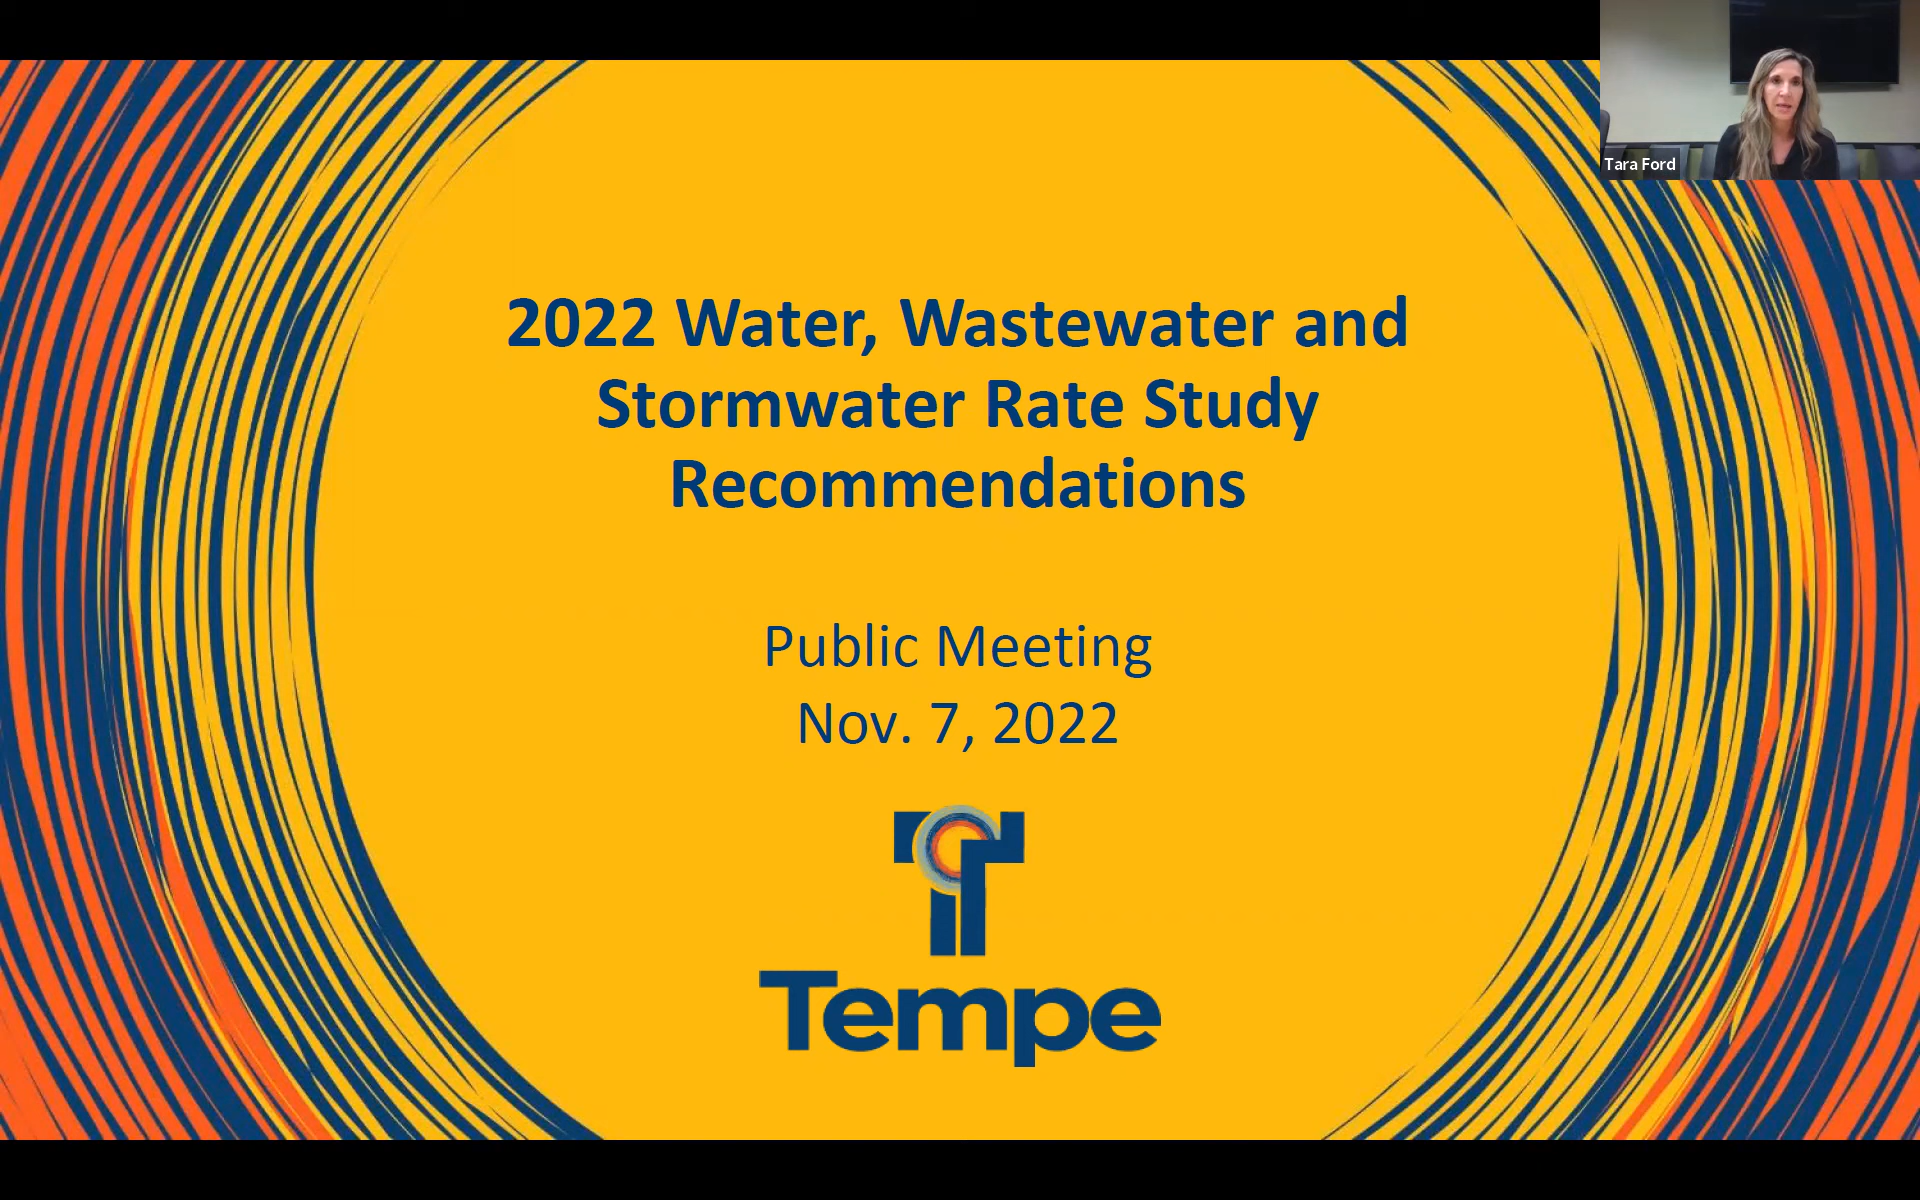 Tara Ford
2022 Water, Wastewater and
Stormwater Rate Study
Recommendations
Public Meeting
Nov. 7, 2022
Tempe